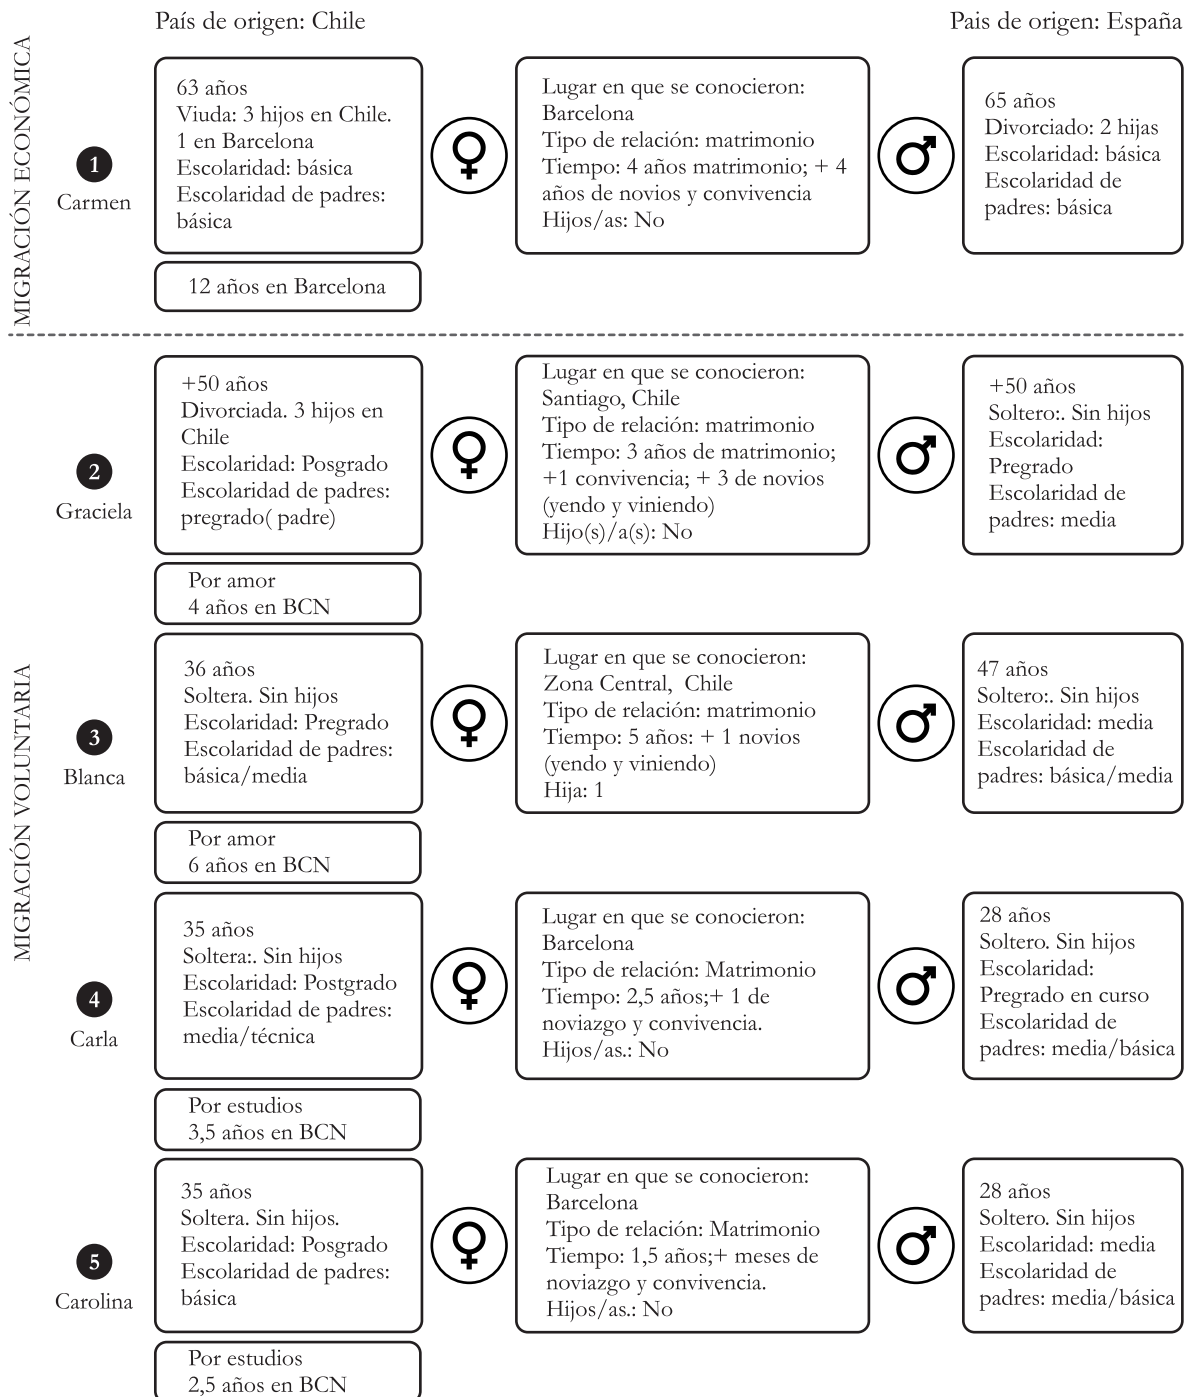 País de origen: Chile
Pais de origen: España
MIGRACIÓN ECONÓMICA
1
Carmen
63 años
Viuda: 3 hijos en Chile.
1 en Barcelona
Escolaridad: básica
Escolaridad de padres:
básica
12 años en Barcelona
Lugar en que se conocieron:
Barcelona
Tipo de relación: matrimonio
Tiempo: 4 años matrimonio; + 4
años de novios y convivencia
Hijos/as: No
65 años
Divorciado: 2 hijas
Escolaridad: básica
Escolaridad de
padres: básica
MIGRACIÓN VOLUNTARIA
2
Graciela
+50 años
Divorciada. 3 hijos en
Chile
Escolaridad: Posgrado
Escolaridad de padres:
pregrado( padre)
Por amor
4 años en BCN
Lugar en que se conocieron:
Santiago, Chile
Tipo de relación: matrimonio
Tiempo: 3 años de matrimonio;
+1 convivencia; + 3 de novios
(yendo y viniendo)
Hijo(s)/a(s): No
+50 años
Soltero:. Sin hijos
Escolaridad:
Pregrado
Escolaridad de
padres: media
3
Blanca
36 años
Soltera. Sin hijos
Escolaridad: Pregrado
Escolaridad de padres:
básica/media
Por amor
6 años en BCN
Lugar en que se conocieron:
Zona Central, Chile
Tipo de relación: matrimonio
Tiempo: 5 años: + 1 novios
(yendo y viniendo)
Hija: 1
47 años
Soltero:. Sin hijos
Escolaridad: media
Escolaridad de
padres: básica/media
4
Carla
35 años
Soltera:. Sin hijos
Escolaridad: Postgrado
Escolaridad de padres:
media/técnica
Por estudios
3,5 años en BCN
Lugar en que se conocieron:
Barcelona
Tipo de relación: Matrimonio
Tiempo: 2,5 años;+ 1 de
noviazgo y convivencia.
Hijos/as.: No
28 años
Soltero. Sin hijos
Escolaridad:
Pregrado en curso
Escolaridad de
padres: media/básica
5
Carolina
35 años
Soltera. Sin hijos.
Escolaridad: Posgrado
Escolaridad de padres:
básica
Por estudios
2,5 años en BCN
Lugar en que se conocieron:
Barcelona
Tipo de relación: Matrimonio
Tiempo: 1,5 años;+ meses de
noviazgo y convivencia.
Hijos/as.: No
28 años
Soltero. Sin hijos
Escolaridad: media
Escolaridad de
padres: media/básica